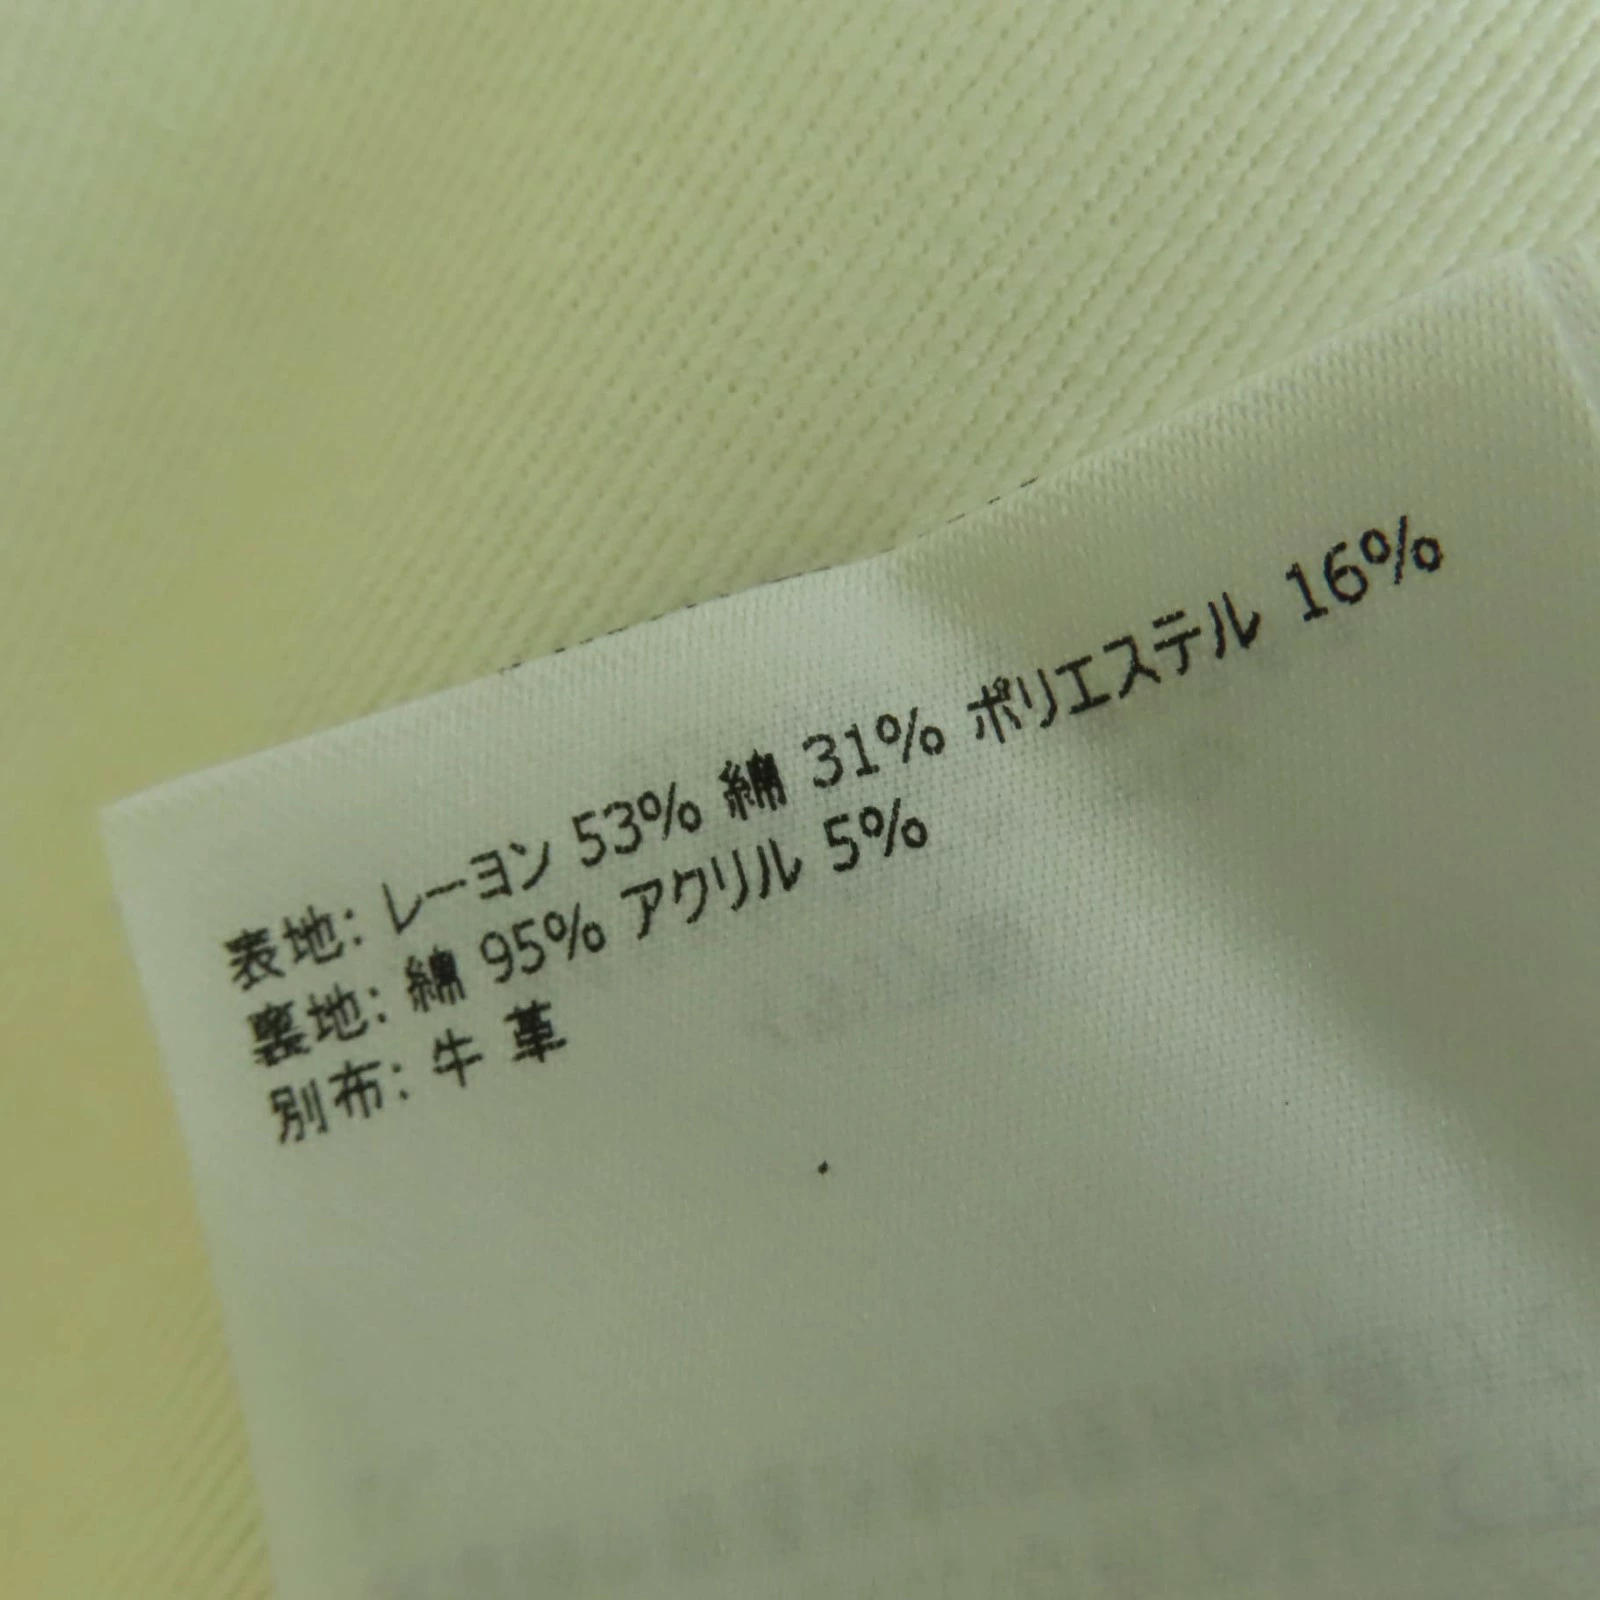 表地: レーヨン 53% 綿 31% ポリエステル 16%
裏地: 綿 95% アクリル 5%
別布: 牛 革